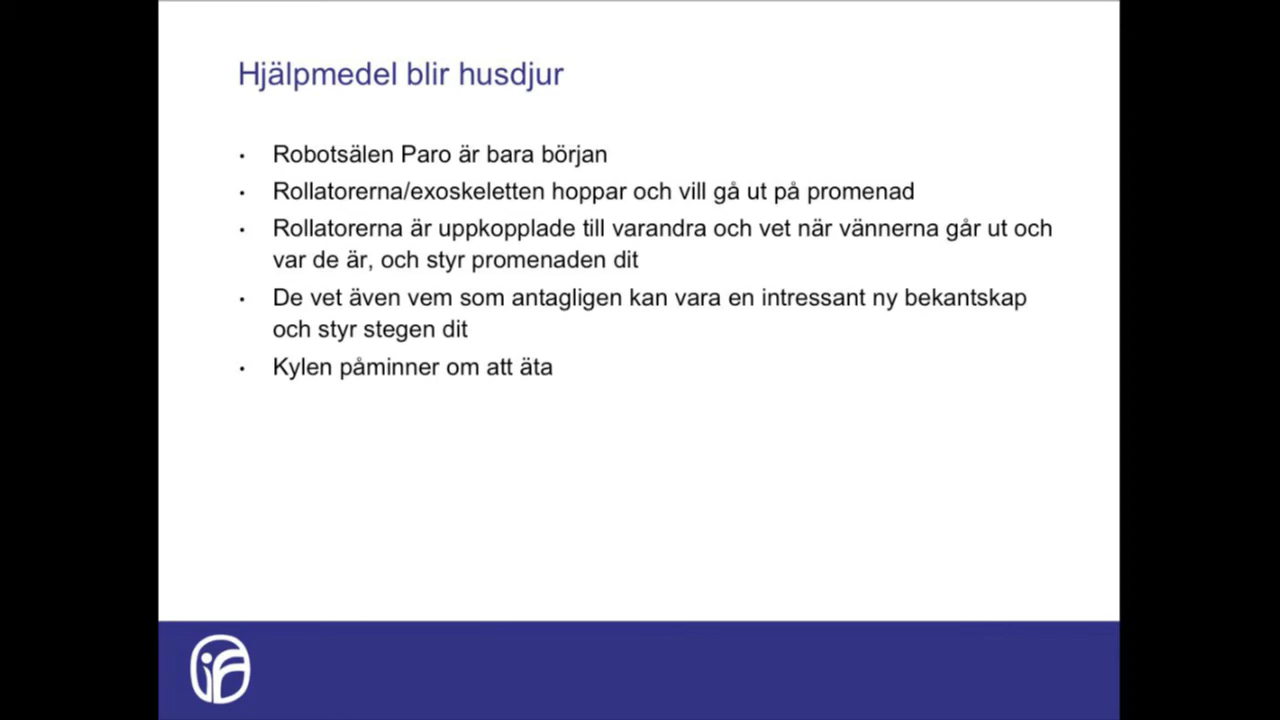 Hjälpmedel blir husdjur
• Robotsälen Paro är bara början
• Rollatorerna/exoskeletten hoppar och vill gå ut på promenad
• Rollatorerna är uppkopplade till varandra och vet när vännerna går ut och
var de är, och styr promenaden dit
• De vet även vem som antagligen kan vara en intressant ny bekantskap
och styr stegen dit
• Kylen påminner om att äta